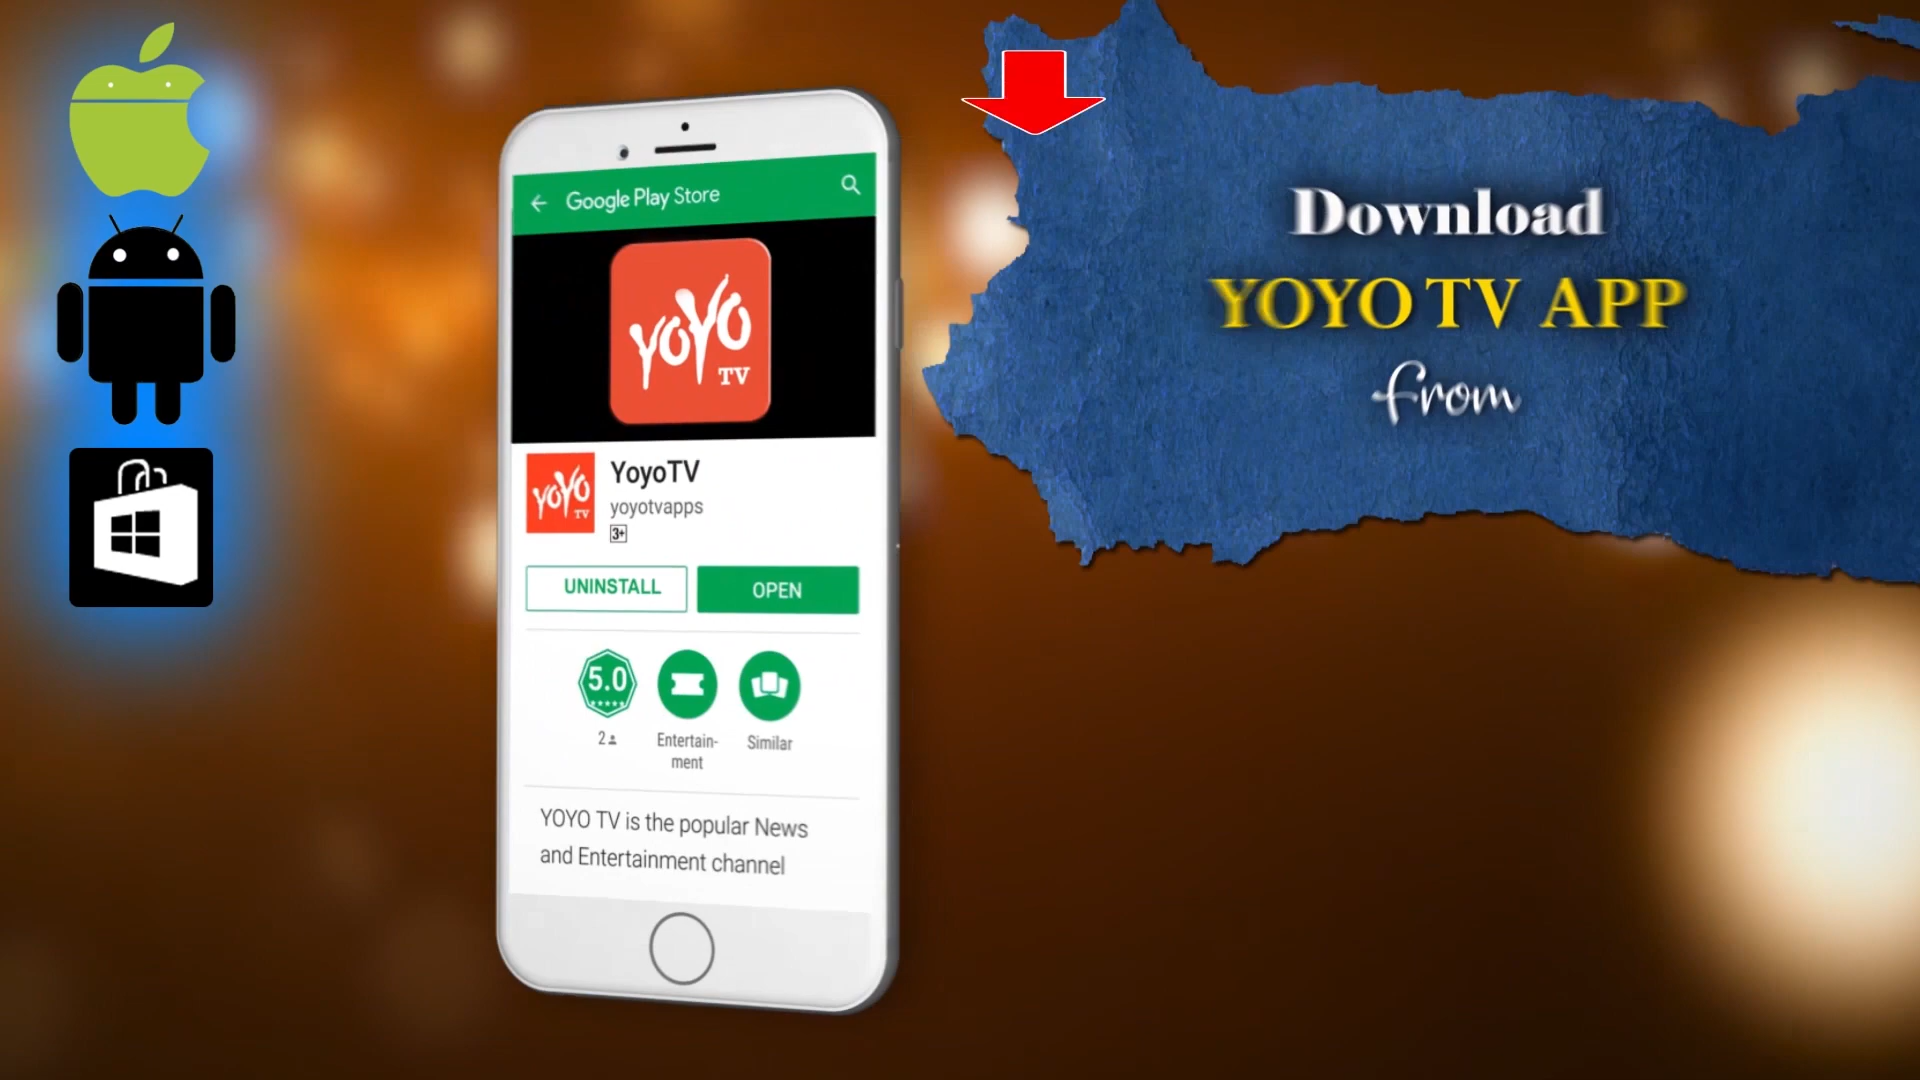 Google Play Store
YOYO
TV
YoyoTV
yoyotvapps
YOYO
TV
3+
UNINSTALL
OPEN
5.0
2
Entertain-
ment
Similar
YOYO TV is the popular News
and Entertainment channel
Download
YOYO TV APP
from